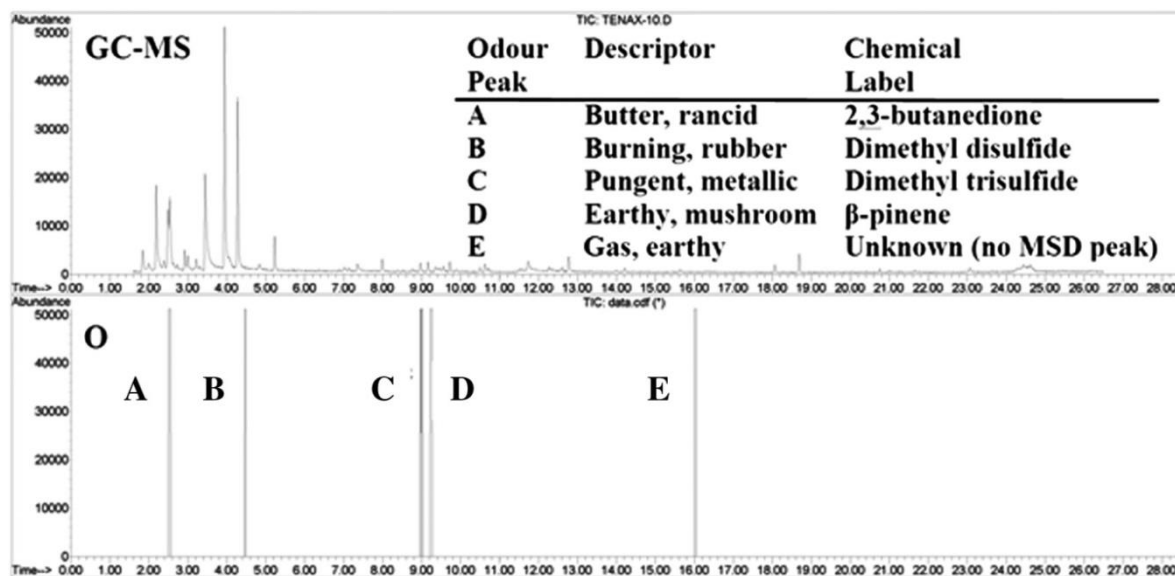 Abundance
TIC: TENAX-10.D
50000
40000
30000
20000
10000
0
GC-MS
Odour Peak Descriptor Chemical Label
A Butter, rancid 2,3-butanedione
B Burning, rubber Dimethyl disulfide
C Pungent, metallic Dimethyl trisulfide
D Earthy, mushroom β-pinene
E Gas, earthy Unknown (no MSD peak)
Time--> 0.00 1.00 2.00 3.00 4.00 5.00 6.00 7.00 8.00 9.00 10.00 11.00 12.00 13.00 14.00 15.00 16.00 17.00 18.00 19.00 20.00 21.00 22.00 23.00 24.00 25.00 26.00 27.00 28.00
Abundance
TIC: data.cdf (*)
50000
40000
30000
20000
10000
0
O
A B C D E
Time--> 0.00 1.00 2.00 3.00 4.00 5.00 6.00 7.00 8.00 9.00 10.00 11.00 12.00 13.00 14.00 15.00 16.00 17.00 18.00 19.00 20.00 21.00 22.00 23.00 24.00 25.00 26.00 27.00 28.00